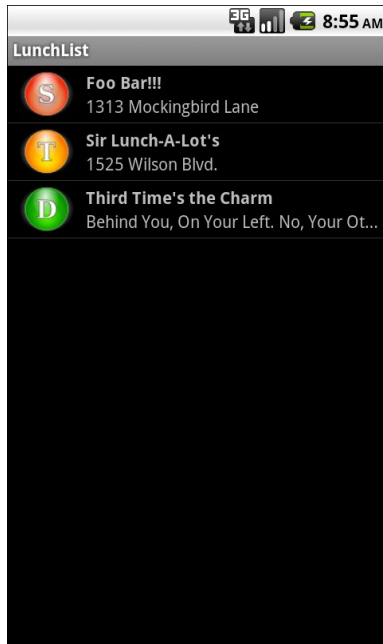 3G 8:55 AM
LunchList
S
Foo Bar!!!
1313 Mockingbird Lane
T
Sir Lunch-A-Lot's
1525 Wilson Blvd.
D
Third Time's the Charm
Behind You, On Your Left. No, Your Ot...